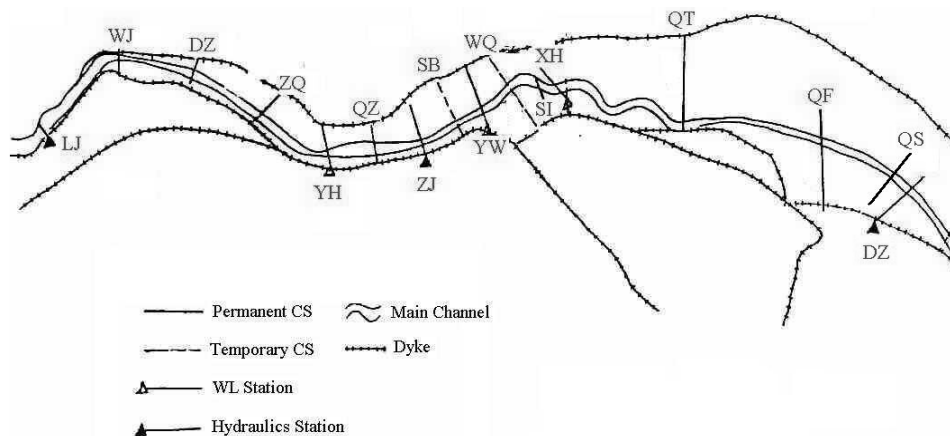 WJ
DZ
ZQ
LJ
YH
QZ
ZJ
SB
WQ
YW
XH
SI
QT
QF
QS
DZ
Permanent CS
Main Channel
Temporary CS
Dyke
WL Station
Hydraulics Station